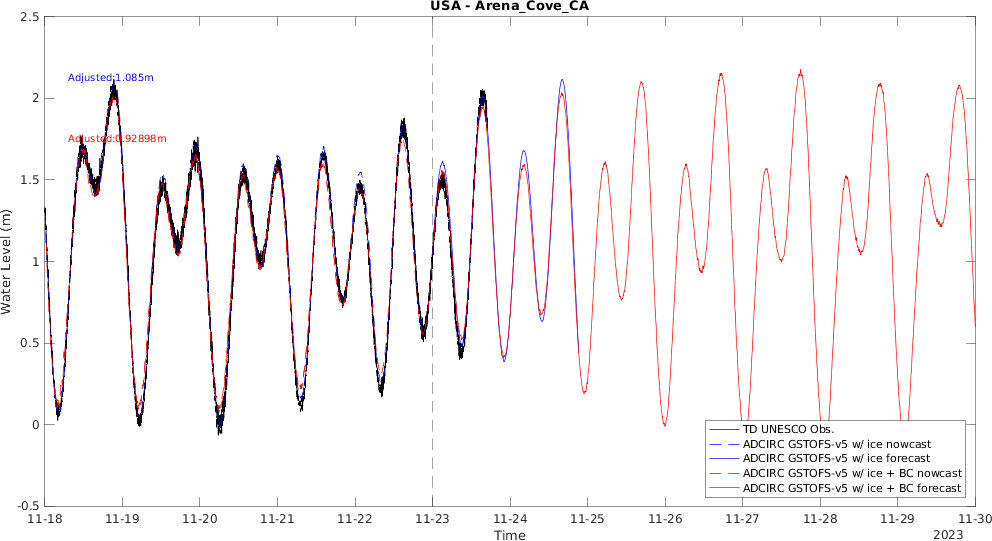 USA - Arena_Cove_CA
2.5
2
1.5
1
0.5
0
-0.5
Water Level (m)
Adjusted:1.085m
Adjusted:0.92898m
TD UNESCO Obs.
ADCIRC GSTOFS-v5 w/ ice nowcast
ADCIRC GSTOFS-v5 w/ ice forecast
ADCIRC GSTOFS-v5 w/ ice + BC nowcast
ADCIRC GSTOFS-v5 w/ ice + BC forecast
11-18 11-19 11-20 11-21 11-22 11-23 11-24 11-25 11-26 11-27 11-28 11-29 11-30
Time
2023